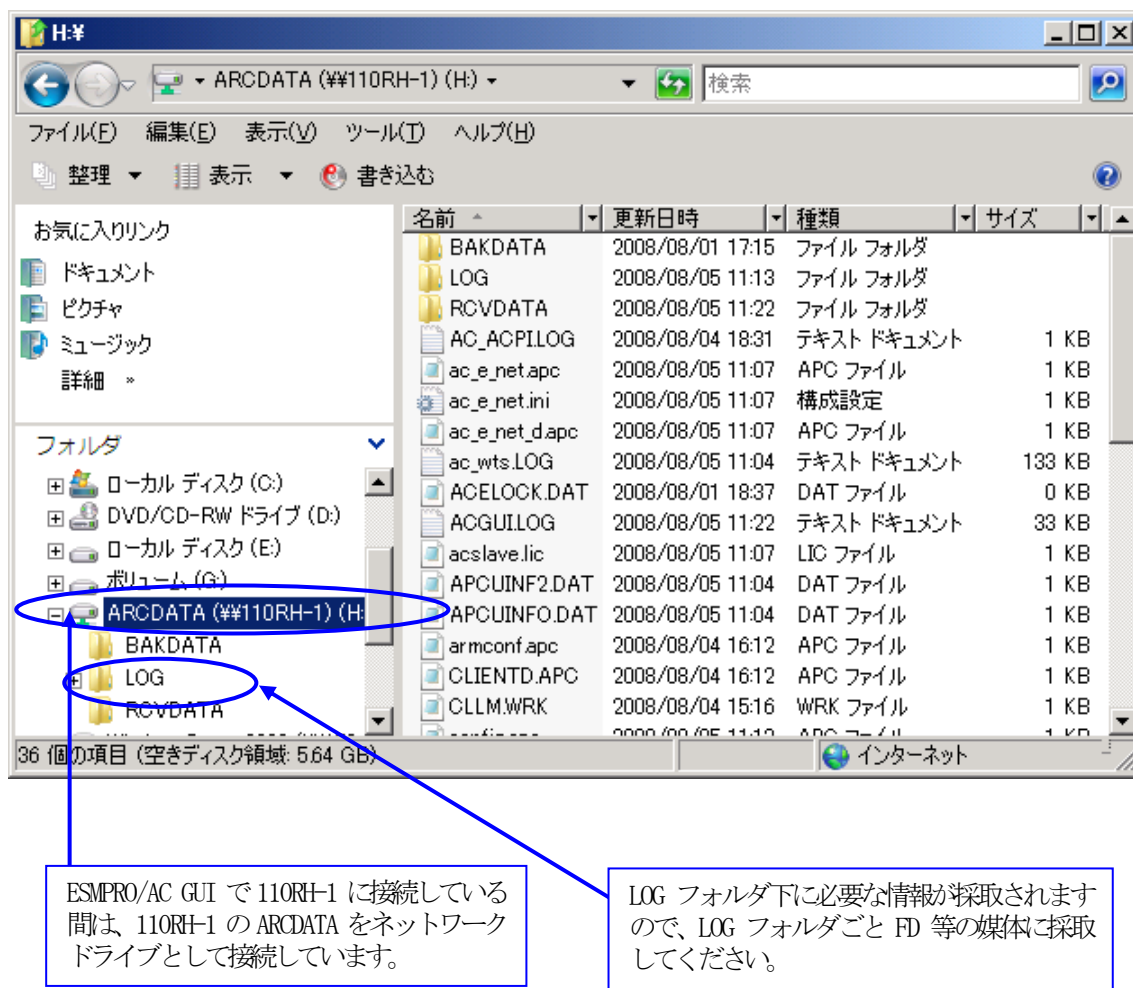 H:¥
ARCDATA (¥¥110RH-1) (H:)
検索
ファイル(F) 編集(E) 表示(V) ツール(T) ヘルプ(H)
整理 表示 書き込む
お気に入りリンク
ドキュメント
ピクチャ
ミュージック
詳細 »
フォルダ
ローカル ディスク (C:)
DVD/CD-RW ドライブ (D:)
ローカル ディスク (E:)
ボリューム (G:)
ARCDATA (¥¥110RH-1) (H:
BAKDATA
LOG
RCVDATA
名前 更新日時 種類 サイズ
BAKDATA 2008/08/01 17:15 ファイル フォルダ
LOG 2008/08/05 11:13 ファイル フォルダ
RCVDATA 2008/08/05 11:22 ファイル フォルダ
AC_ACPI.LOG 2008/08/04 18:31 テキスト ドキュメント 1 KB
ac_e_net.apc 2008/08/05 11:07 APC ファイル 1 KB
ac_e_net.ini 2008/08/05 11:07 構成設定 1 KB
ac_e_net_d.apc 2008/08/05 11:07 APC ファイル 1 KB
ac_wts.LOG 2008/08/05 11:04 テキスト ドキュメント 133 KB
ACELOCK.DAT 2008/08/01 18:37 DAT ファイル 0 KB
ACGUI.LOG 2008/08/05 11:22 テキスト ドキュメント 33 KB
acslave.lic 2008/08/05 11:07 LIC ファイル 1 KB
APCUINF2.DAT 2008/08/05 11:04 DAT ファイル 1 KB
APCUINFO.DAT 2008/08/05 11:04 DAT ファイル 1 KB
armconf.apc 2008/08/04 16:12 APC ファイル 1 KB
CLIENTD.APC 2008/08/04 16:12 APC ファイル 1 KB
CLLM.WRK 2008/08/04 15:16 WRK ファイル 1 KB
36 個の項目 (空きディスク領域: 5.64 GB)
インターネット
ESMPRO/AC GUI で 110RH-1 に接続している
間は、110RH-1 の ARCDATA をネットワーク
ドライブとして接続しています。
LOG フォルダ下に必要な情報が採取されます
ので、LOG フォルダごと FD 等の媒体に採取
してください。